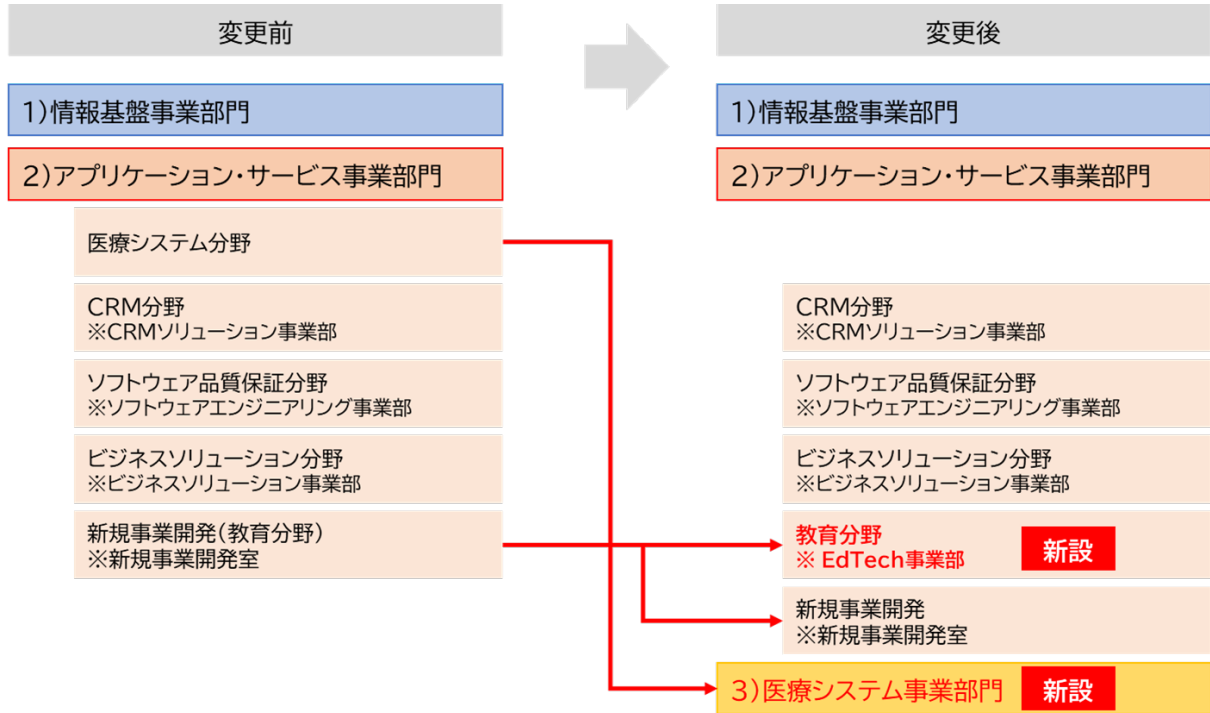 変更前
1)情報基盤事業部門
2)アプリケーション・サービス事業部門
医療システム分野
CRM分野
※CRMソリューション事業部
ソフトウェア品質保証分野
※ソフトウェアエンジニアリング事業部
ビジネスソリューション分野
※ビジネスソリューション事業部
新規事業開発(教育分野)
※新規事業開発室
変更後
1)情報基盤事業部門
2)アプリケーション・サービス事業部門
CRM分野
※CRMソリューション事業部
ソフトウェア品質保証分野
※ソフトウェアエンジニアリング事業部
ビジネスソリューション分野
※ビジネスソリューション事業部
教育分野
※ EdTech事業部
新設
新規事業開発
※新規事業開発室
3)医療システム事業部門
新設